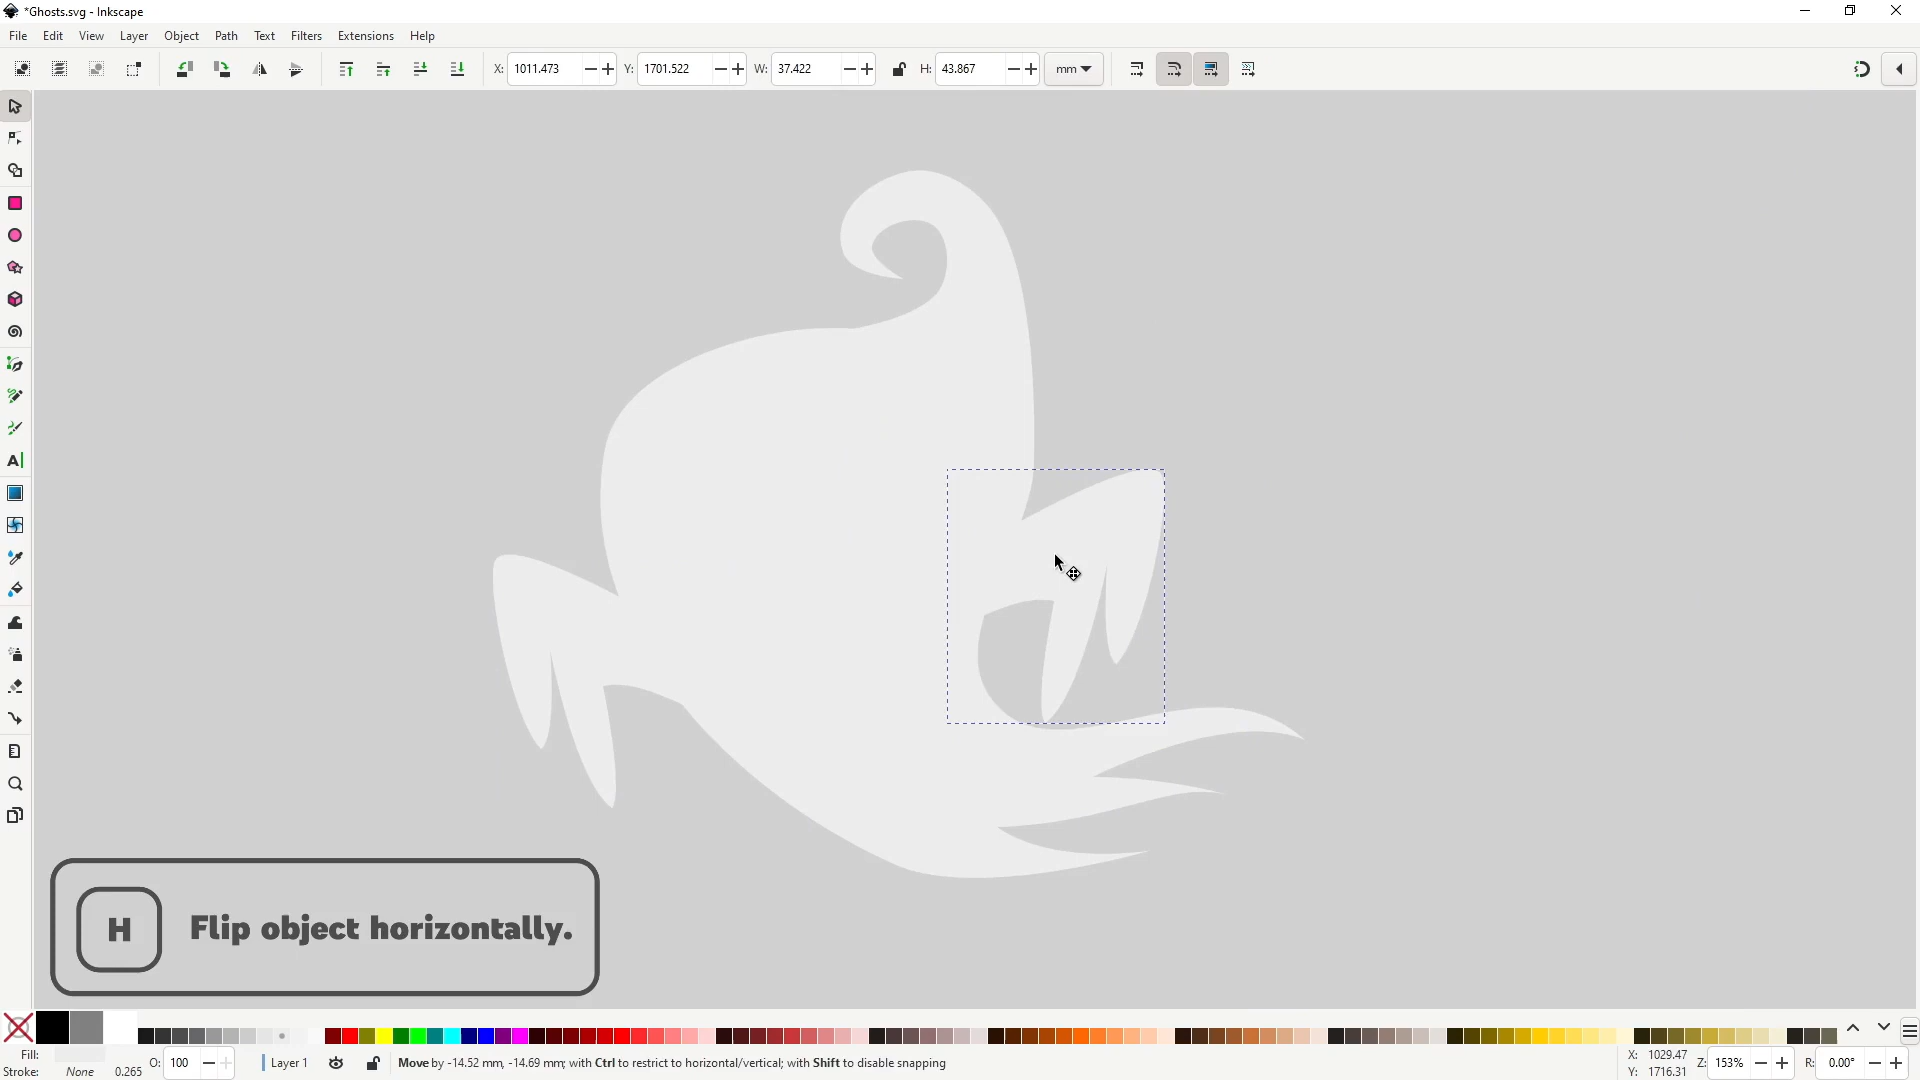 *Ghosts.svg - Inkscape
File Edit View Layer Object Path Text Filters Extensions Help
X: 1011.473 Y: 1701.522 W: 37.422 H: 43.867 mm
A
H Flip object horizontally.
Fill: O: 100 Layer 1 Move by -14.52 mm, -14.69 mm; with Ctrl to restrict to horizontal/vertical; with Shift to disable snapping X: 1029.47 Z: 153% R: 0.00°
Stroke: None 0.265 Y: 1716.31